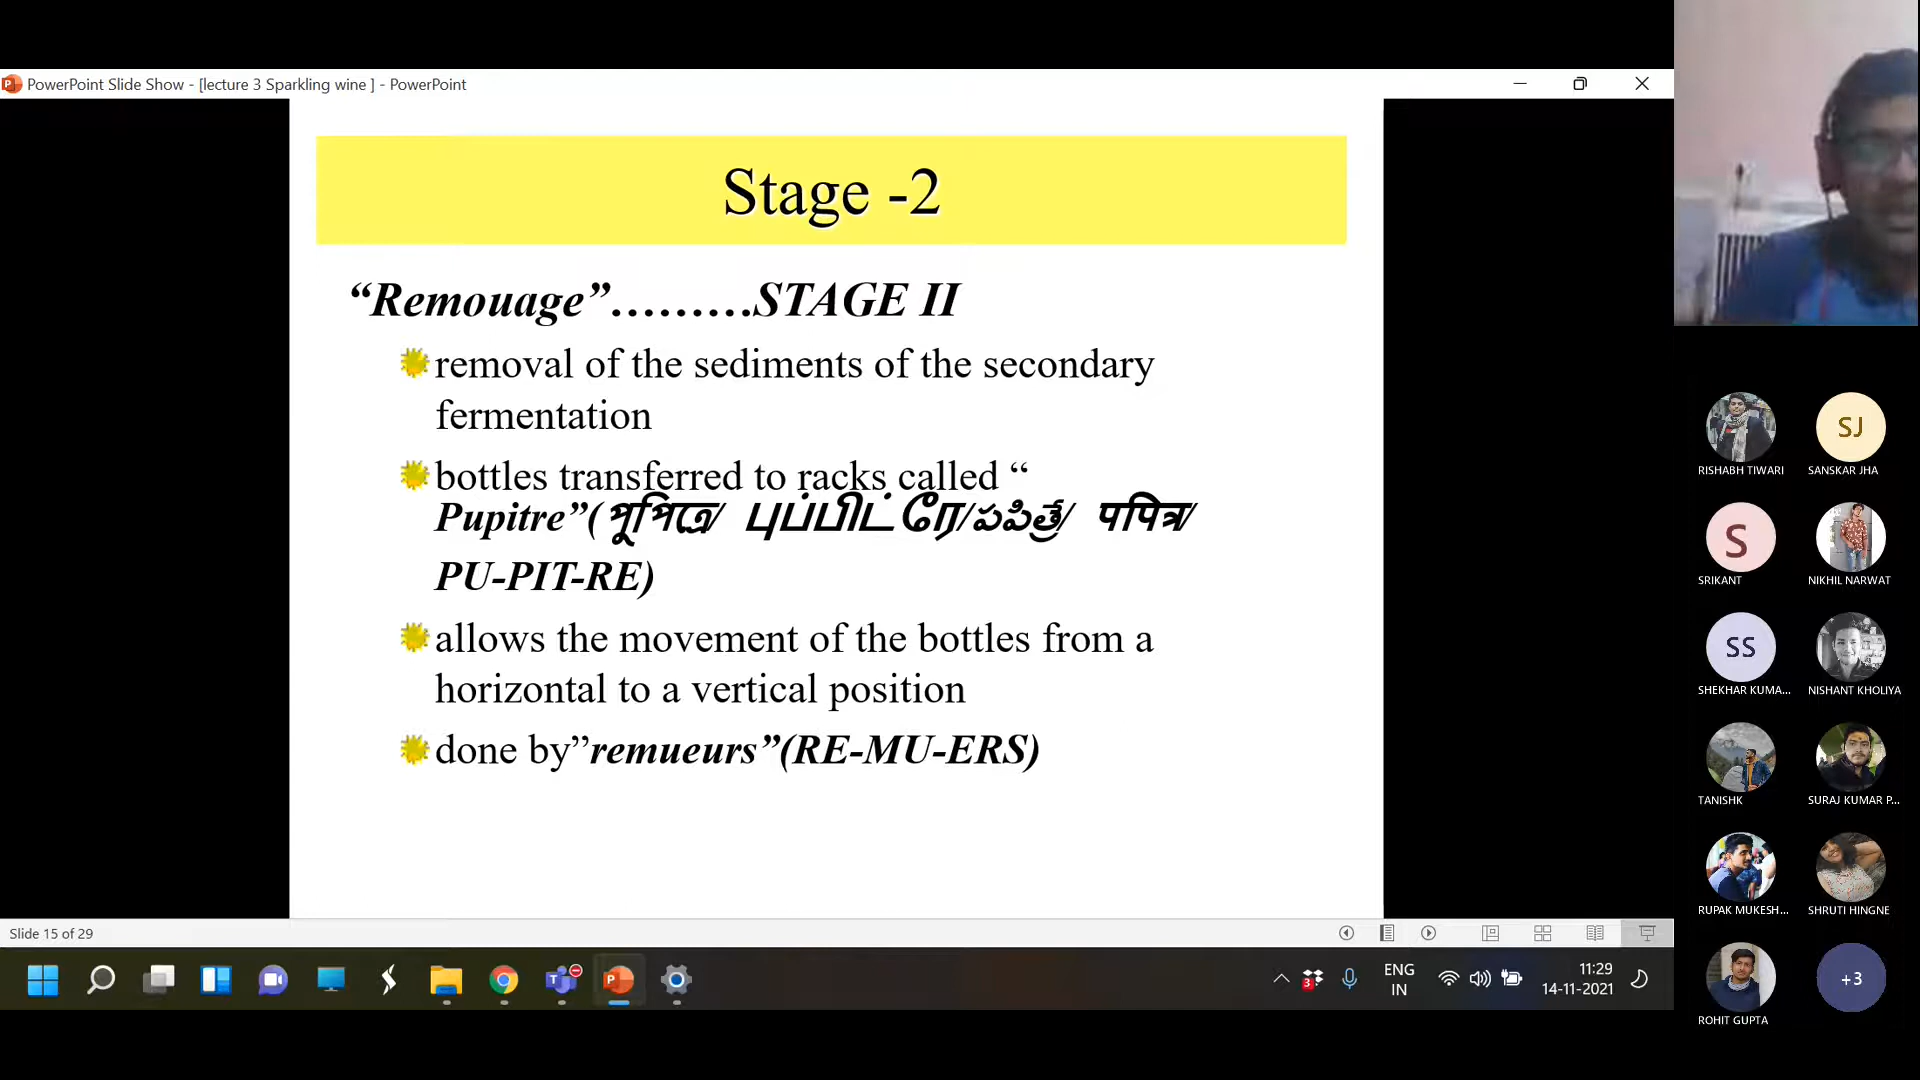 PowerPoint Slide Show - [lecture 3 Sparkling wine ] - PowerPoint
Stage -2
“Remouage”………STAGE II
removal of the sediments of the secondary
fermentation
bottles transferred to racks called “
Pupitre”(পূপিত্রে/ புப்பிட்ரே/పపిత్రే/ पपित्र/
PU-PIT-RE)
allows the movement of the bottles from a
horizontal to a vertical position
done by”remueurs”(RE-MU-ERS)
Slide 15 of 29
3
ENG
IN
11:29
14-11-2021
RISHABH TIWARI
SJ
SANSKAR JHA
S
SRIKANT
NIKHIL NARWAT
SS
SHEKHAR KUMA...
NISHANT KHOLIYA
TANISHK
SURAJ KUMAR P...
RUPAK MUKESH...
SHRUTI HINGNE
ROHIT GUPTA
+3